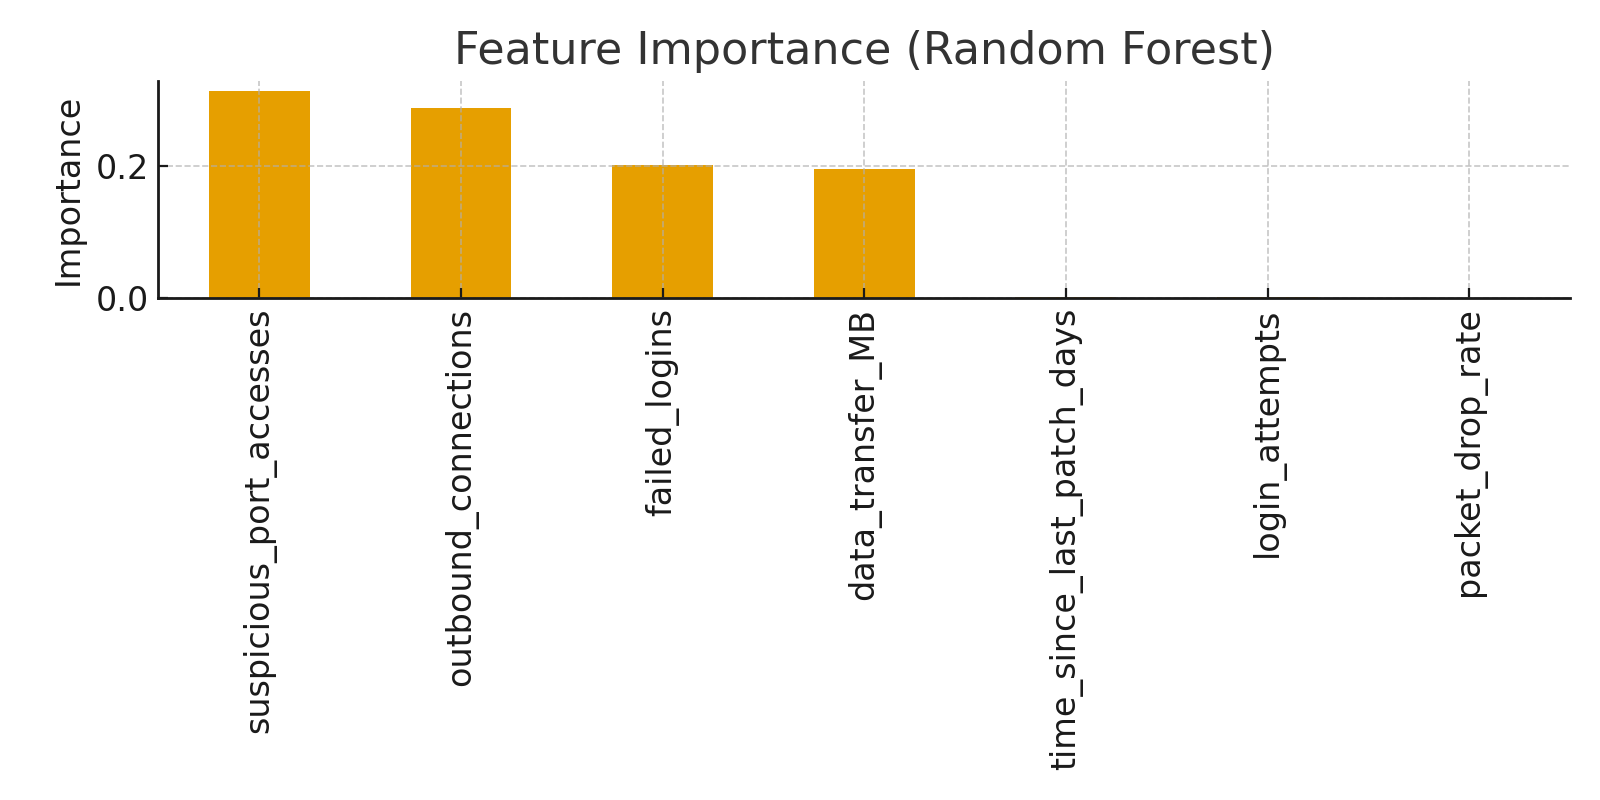 Feature Importance (Random Forest)
Importance
0.2
0.0
suspicious_port_accesses
outbound_connections
failed_logins
data_transfer_MB
time_since_last_patch_days
login_attempts
packet_drop_rate